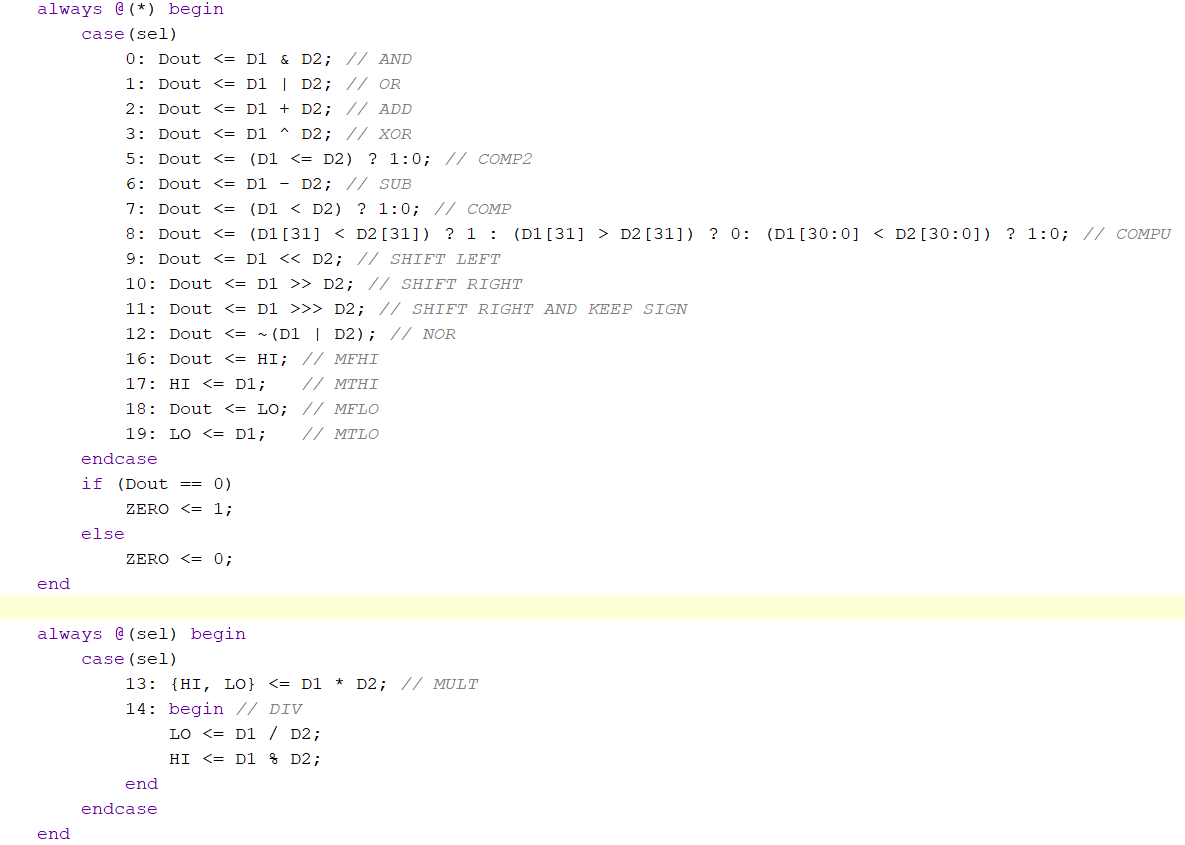 always @(*) begin
case(sel)
0: Dout <= D1 & D2; // AND
1: Dout <= D1 | D2; // OR
2: Dout <= D1 + D2; // ADD
3: Dout <= D1 ^ D2; // XOR
5: Dout <= (D1 <= D2) ? 1:0; // COMP2
6: Dout <= D1 - D2; // SUB
7: Dout <= (D1 < D2) ? 1:0; // COMP
8: Dout <= (D1[31] < D2[31]) ? 1 : (D1[31] > D2[31]) ? 0: (D1[30:0] < D2[30:0]) ? 1:0; // COMPU
9: Dout <= D1 << D2; // SHIFT LEFT
10: Dout <= D1 >> D2; // SHIFT RIGHT
11: Dout <= D1 >>> D2; // SHIFT RIGHT AND KEEP SIGN
12: Dout <= ~(D1 | D2); // NOR
16: Dout <= HI; // MFHI
17: HI <= D1;   // MTHI
18: Dout <= LO; // MFLO
19: LO <= D1;   // MTLO
endcase
if (Dout == 0)
ZERO <= 1;
else
ZERO <= 0;
end
always @(sel) begin
case(sel)
13: {HI, LO} <= D1 * D2; // MULT
14: begin // DIV
LO <= D1 / D2;
HI <= D1 % D2;
end
endcase
end